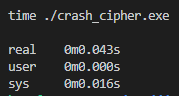 time ./crash_cipher.exe
real 0m0.043s
user 0m0.000s
sys 0m0.016s